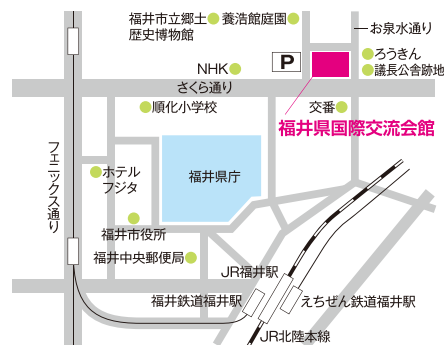 福井市立郷土
歴史博物館
養浩館庭園
お泉水通り
P
ろうきん
議長公舎跡地
NHK
さくら通り
順化小学校
交番
福井県国際交流会館
フェニックス通り
福井県庁
ホテル
フジタ
福井市役所
福井中央郵便局
JR福井駅
福井鉄道福井駅
えちぜん鉄道福井駅
JR北陸本線